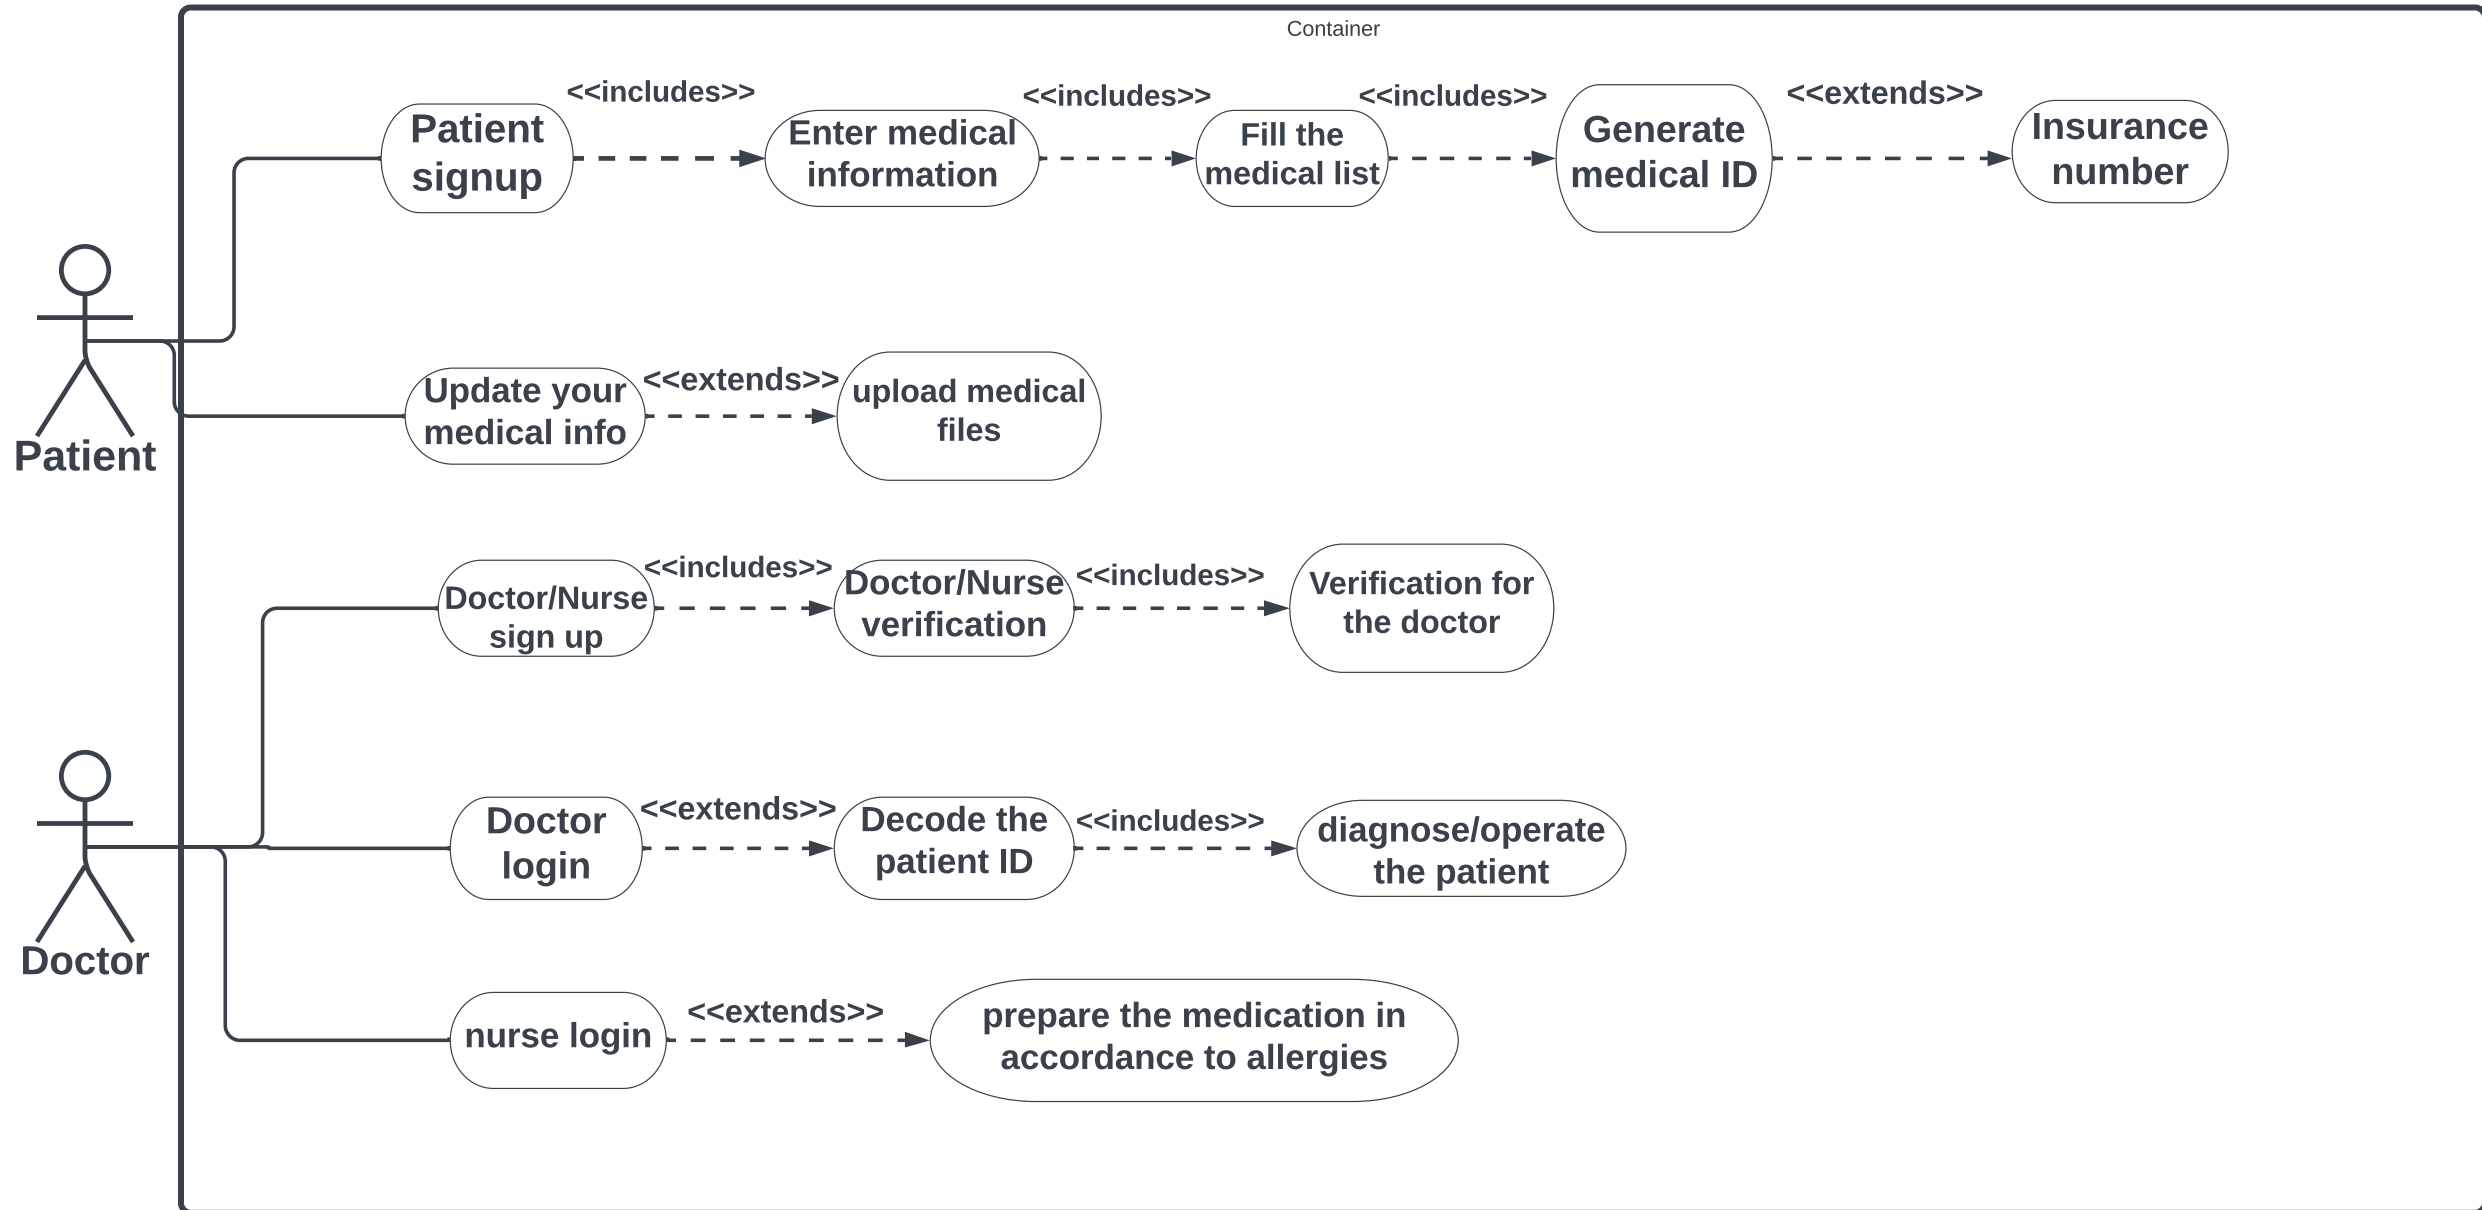 Container
<<includes>>
<<includes>>
<<includes>>
<<extends>>
Patient
signup
Enter medical
information
Fill the
medical list
Generate
medical ID
Insurance
number
Patient
Update your
medical info
<<extends>>
upload medical
files
Doctor/Nurse
sign up
<<includes>>
Doctor/Nurse
verification
<<includes>>
Verification for
the doctor
Doctor
Doctor
login
<<extends>>
Decode the
patient ID
<<includes>>
diagnose/operate
the patient
nurse login
<<extends>>
prepare the medication in
accordance to allergies